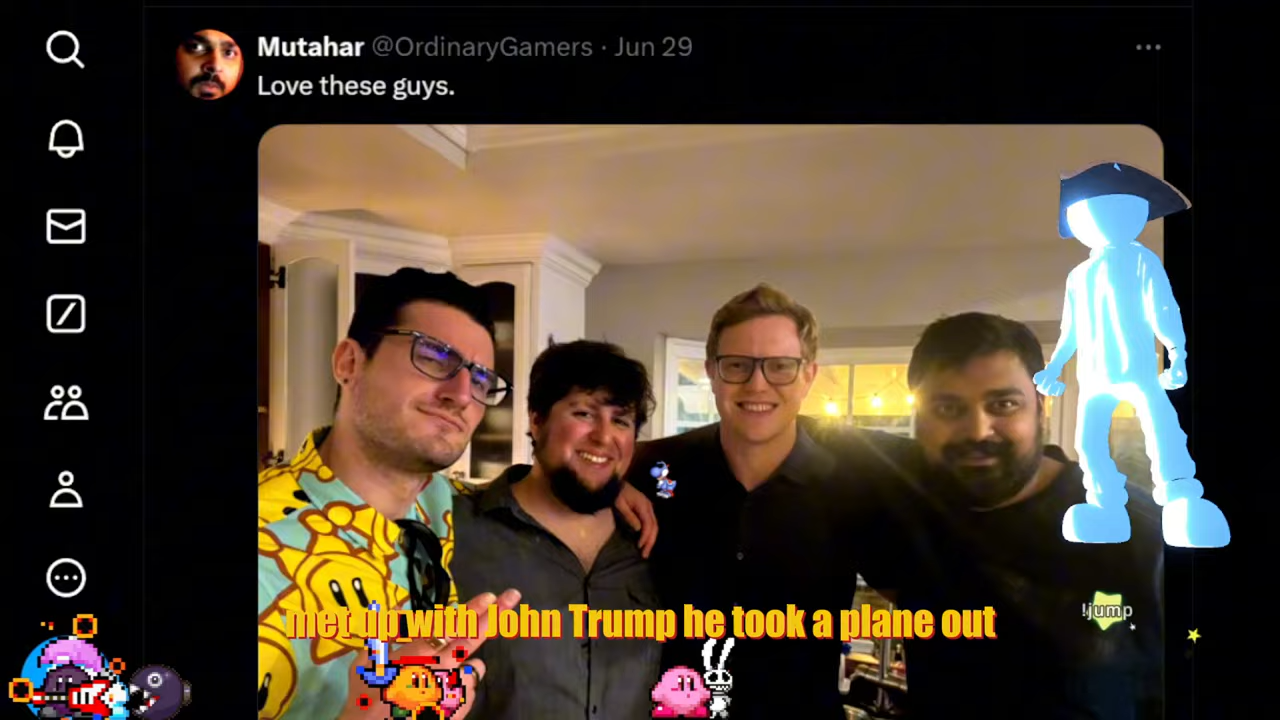 Mutahar @OrdinaryGamers · Jun 29
Love these guys.
met up with John Trump he took a plane out
!jump